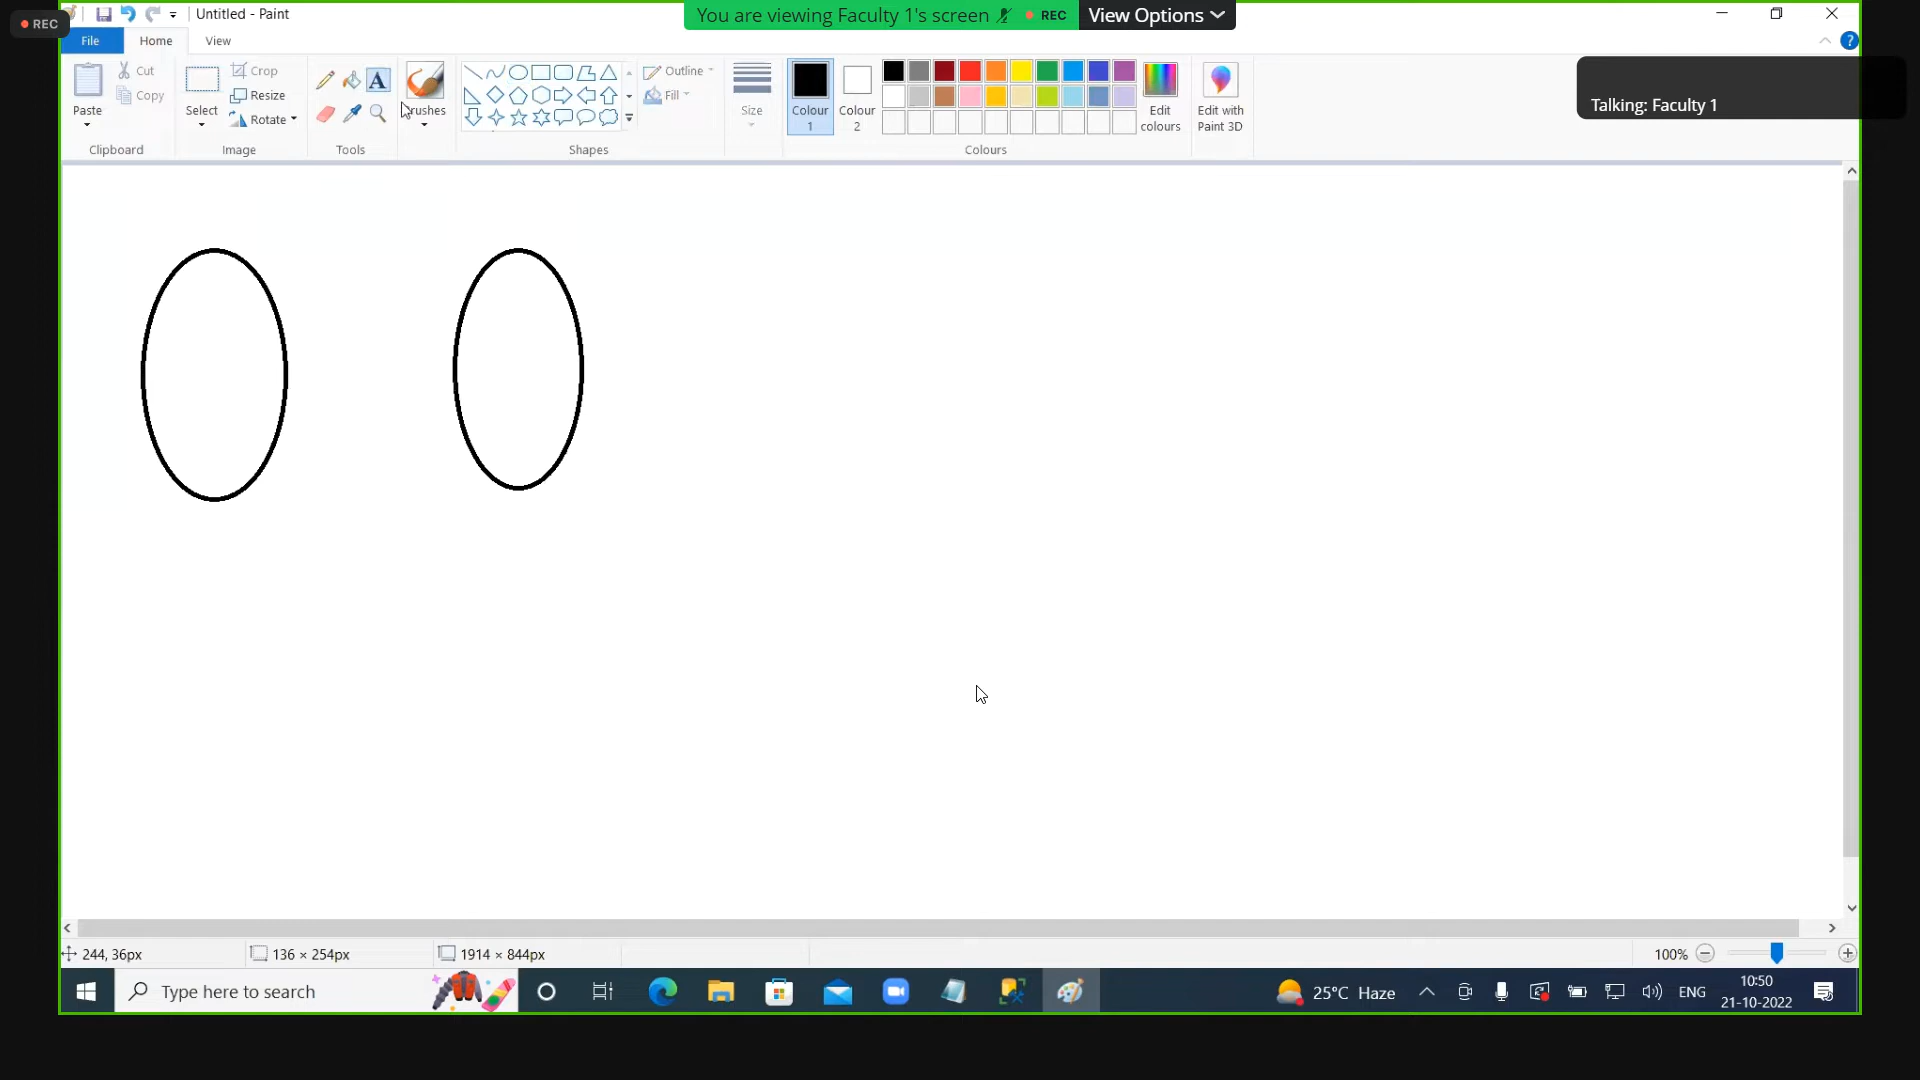 REC
Untitled - Paint
You are viewing Faculty 1's screen
REC
View Options
File
Home
View
Talking: Faculty 1
Paste
Cut
Copy
Clipboard
Select
Crop
Resize
Rotate
Image
A
Tools
Brushes
Shapes
Outline
Fill
Size
Colour
1
Colour
2
Colours
Edit
colours
Edit with
Paint 3D
244, 36px
136 × 254px
1914 × 844px
100%
Type here to search
25°C Haze
ENG
10:50
21-10-2022